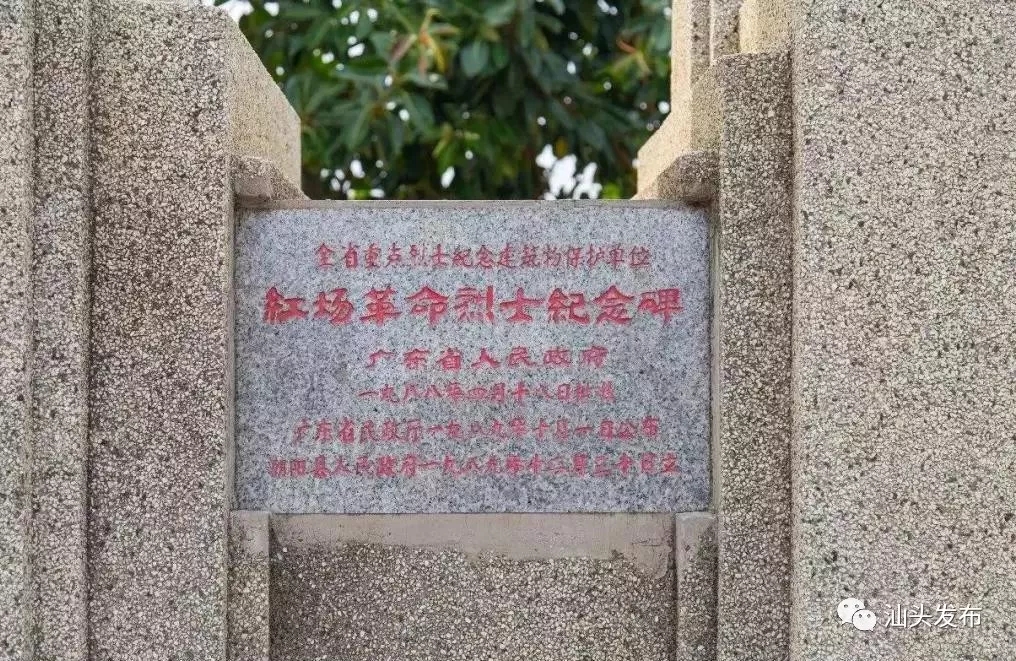 全省重点烈士紀念建筑物保护单位
紅场革命烈士紀念碑
广东省人民政府
一九八八年四月十八日批准
广东省民政厅一九八九年十月一日公布
潮阳县人民政府一九八九年十二月三十日立
汕头发布